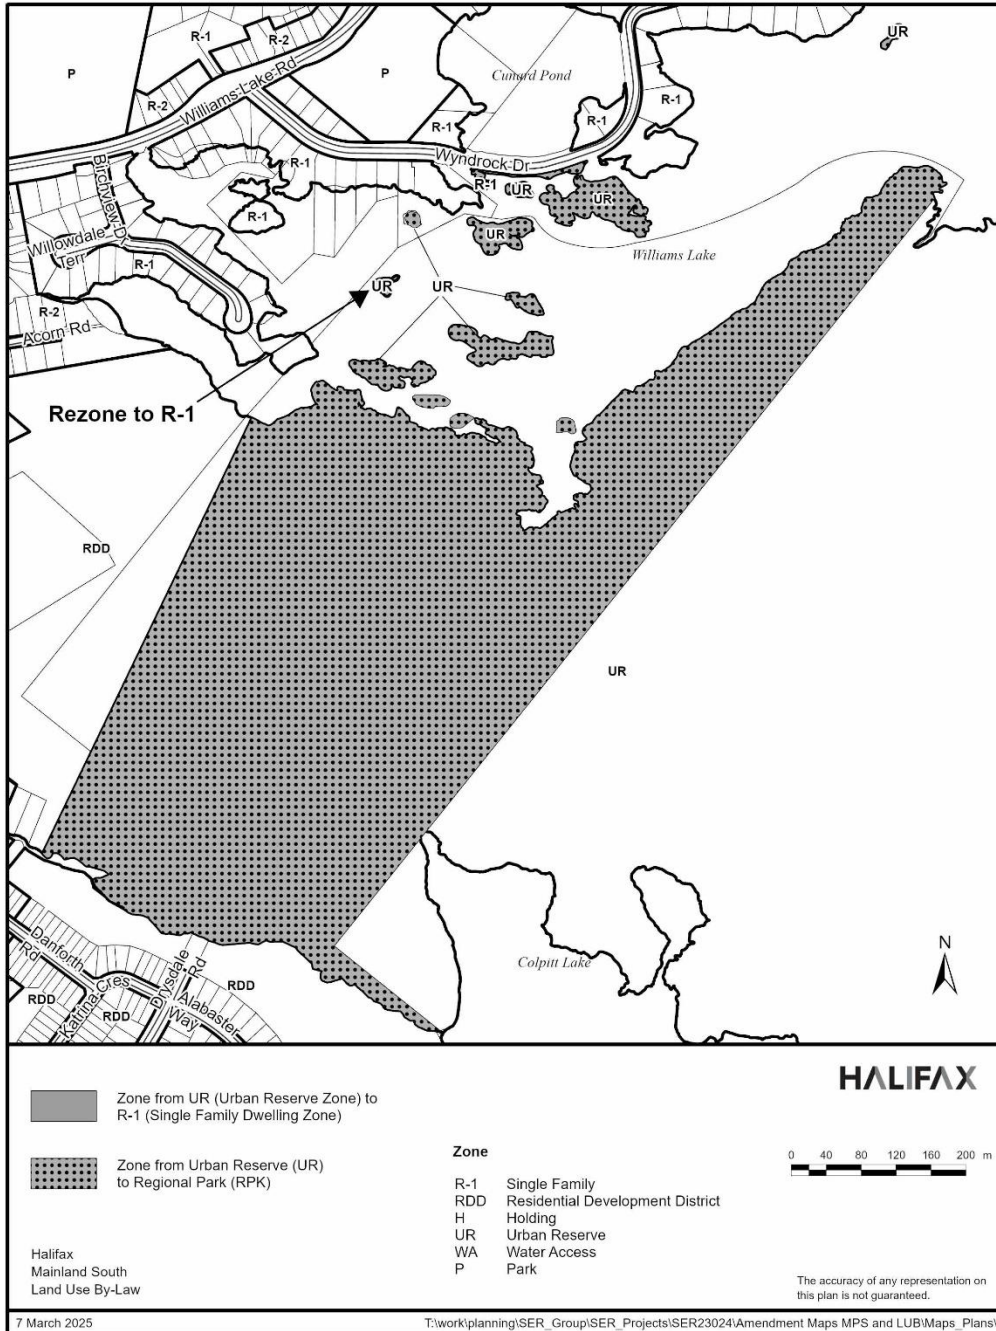 UR
R-1
R-2
P
P
Cunard Pond
Williams Lake Rd
R-2
R-1
R-1
R-1
Wyndrock Dr
R-1
Birchview Dr
R-1
UR
UR
R-1
UR
Willowdale
Terr
R-1
Williams Lake
UR
UR
R-2
Acorn Rd
Rezone to R-1
RDD
UR
Colpitt Lake
N
Danforth
Rd
Katrina Cres
Drysdale
Rd
Alabaster
Way
RDD
RDD
RDD
HALIFAX
Zone from UR (Urban Reserve Zone) to
R-1 (Single Family Dwelling Zone)
Zone from Urban Reserve (UR)
to Regional Park (RPK)
Zone
R-1 Single Family
RDD Residential Development District
H Holding
UR Urban Reserve
WA Water Access
P Park
0 40 80 120 160 200 m
Halifax
Mainland South
Land Use By-Law
The accuracy of any representation on
this plan is not guaranteed.
7 March 2025
T:\work\planning\SER_Group\SER_Projects\SER23024\Amendment Maps MPS and LUB\Maps_Plans\